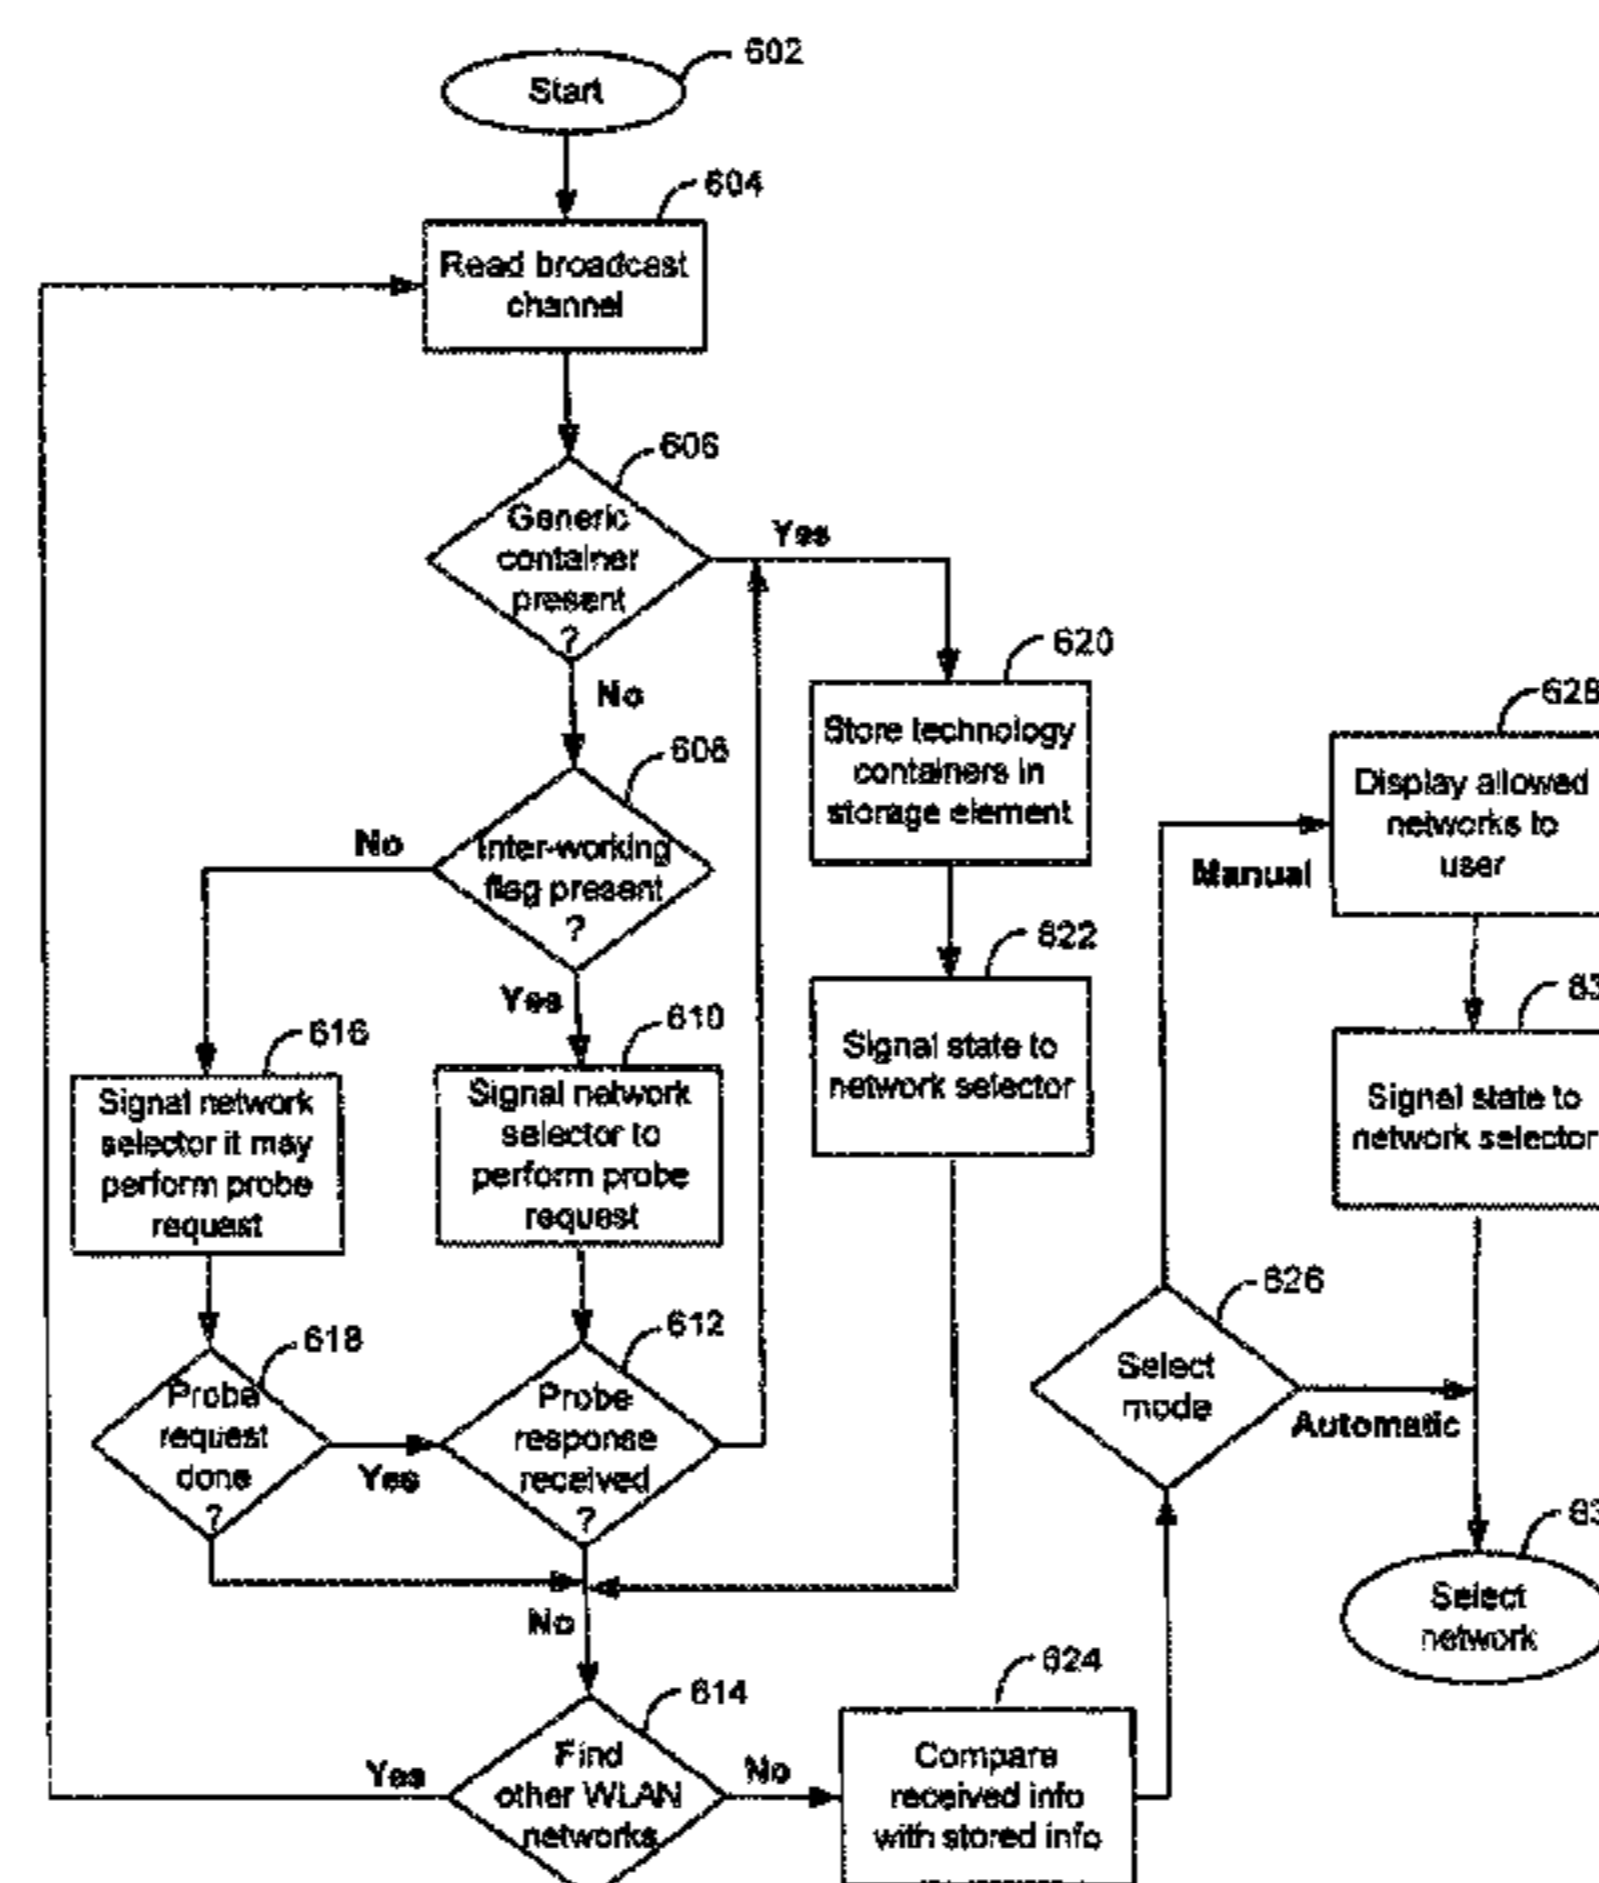 602
Start
604
Read broadcast
channel
606
Generic
container
present
?
Yes
No
620
Store technology
containers in
storage element
628
Display allowed
networks to
user
608
Inter-working
flag present
?
No
Yes
Manual
622
Signal state to
network selector
616
Signal network
selector it may
perform probe
request
610
Signal network
selector to
perform probe
request
Signal state to
network selector
618
Probe
request
done
?
Yes
612
Probe
response
received
?
No
626
Select
mode
Automatic
Select
network
614
Find
other WLAN
networks
Yes
No
624
Compare
received info
with stored info